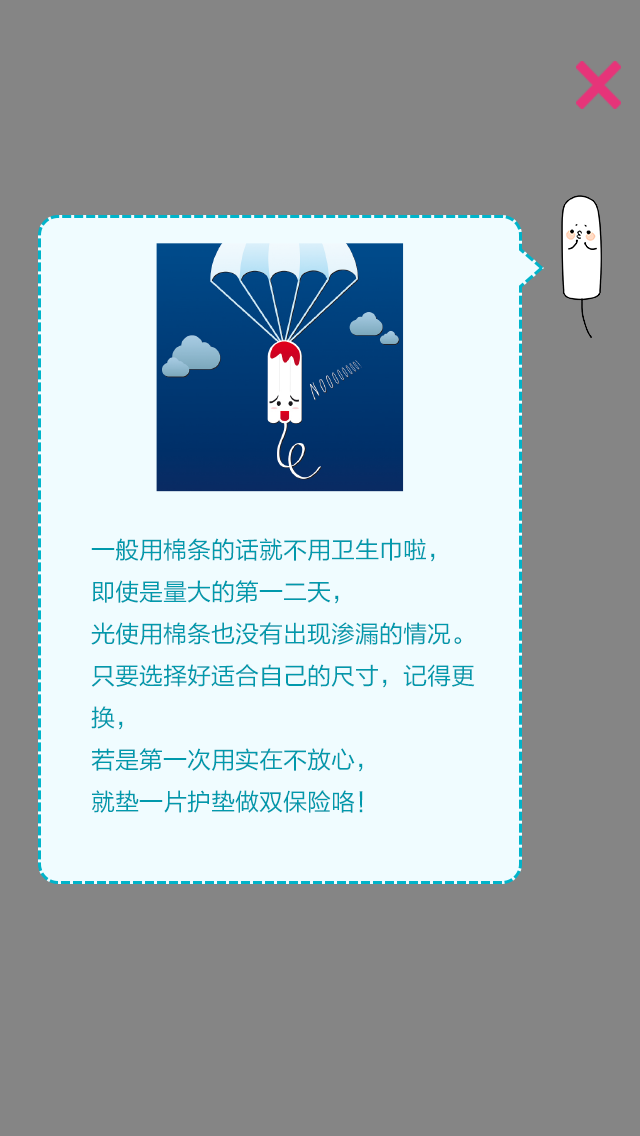 NOOOOOOOOO!
一般用棉条的话就不用卫生巾啦，
即使是量大的第一二天，
光使用棉条也没有出现渗漏的情况。
只要选择好适合自己的尺寸，记得更
换，
若是第一次用实在不放心，
就垫一片护垫做双保险咯！